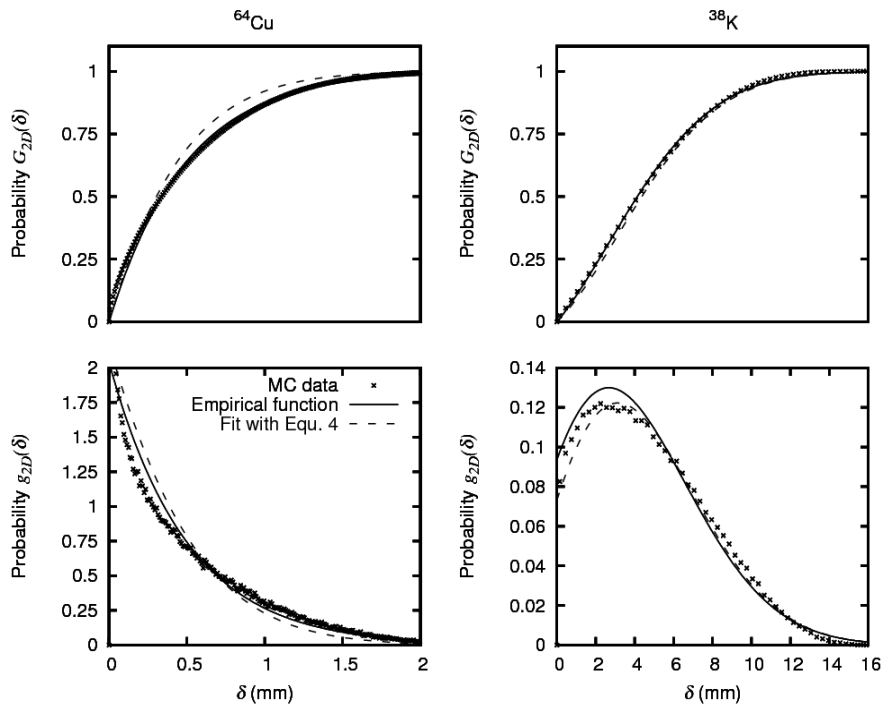 64Cu
38K
Probability G2D(δ)
1
0.75
0.5
0.25
0
Probability G2D(δ)
1
0.75
0.5
0.25
0
Probability g2D(δ)
2
1.75
1.5
1.25
1
0.75
0.5
0.25
0
MC data
Empirical function
Fit with Equ. 4
0 0.5 1 1.5 2
δ (mm)
Probability g2D(δ)
0.14
0.12
0.1
0.08
0.06
0.04
0.02
0
0 2 4 6 8 10 12 14 16
δ (mm)